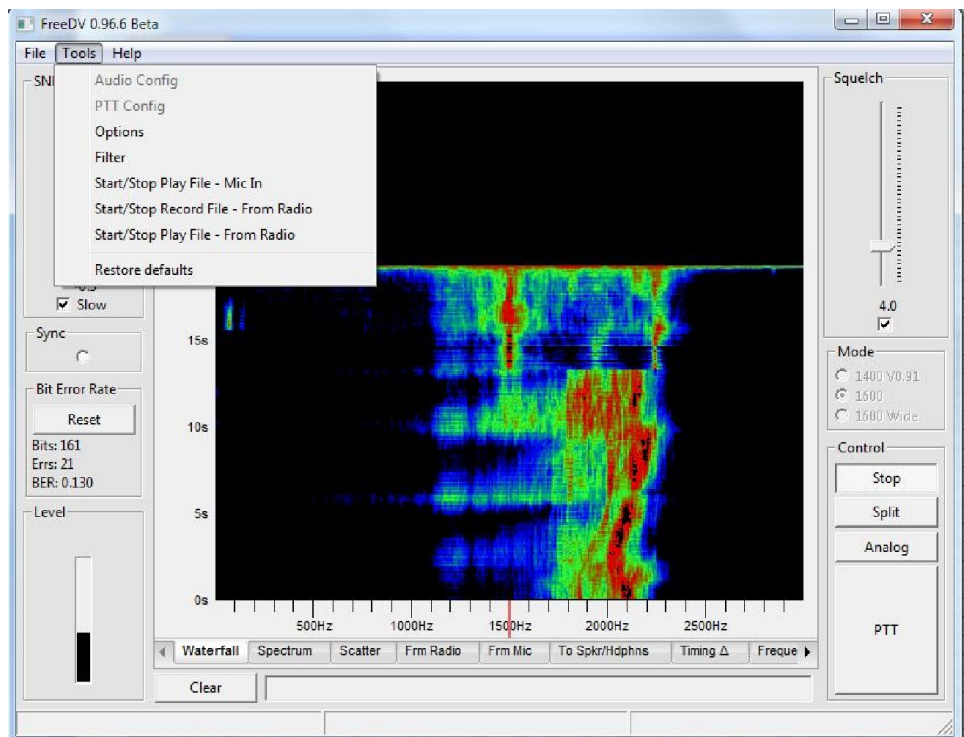 FreeDV 0.96.6 Beta
File Tools Help
Audio Config
PTT Config
Options
Filter
Start/Stop Play File - Mic In
Start/Stop Record File - From Radio
Start/Stop Play File - From Radio
Restore defaults
Slow
Sync
Bit Error Rate
Reset
Bits: 161
Errs: 21
BER: 0.130
Level
15s
10s
5s
0s
500Hz 1000Hz 1500Hz 2000Hz 2500Hz
Waterfall Spectrum Scatter Frm Radio Frm Mic To Spkr/Hdphns Timing Δ Freque
Clear
Squelch
4.0
Mode
1400 V0.91
1600
1600 Wide
Control
Stop
Split
Analog
PTT